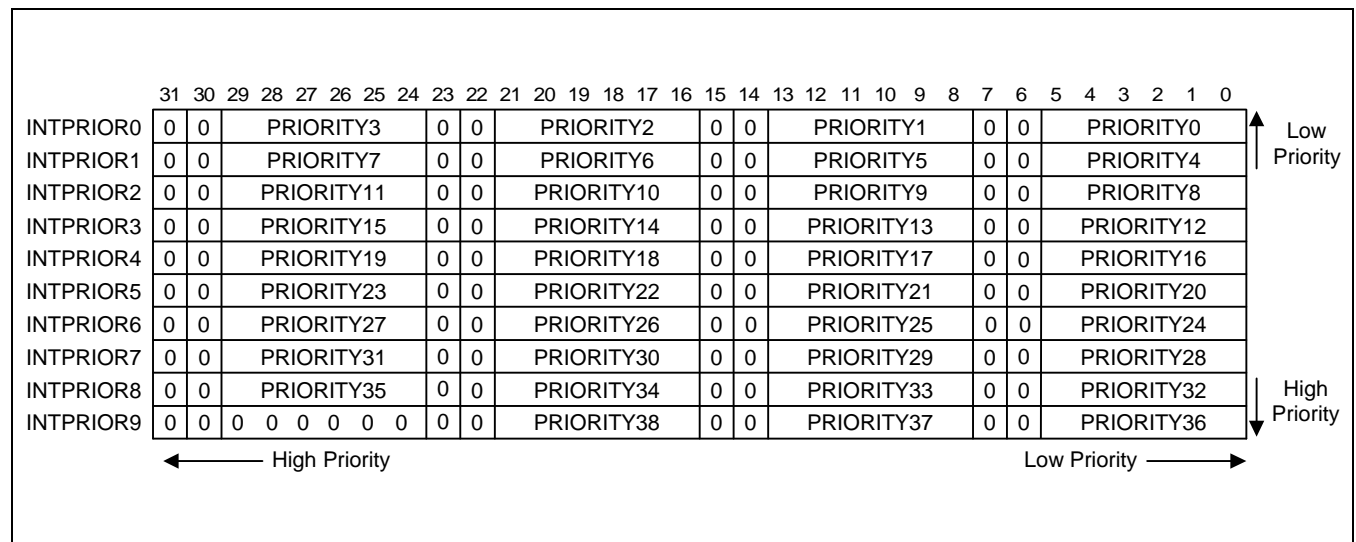 31 30 29 28 27 26 25 24 23 22 21 20 19 18 17 16 15 14 13 12 11 10 9 8 7 6 5 4 3 2 1 0
INTPRIOR0 0 0 PRIORITY3 0 0 PRIORITY2 0 0 PRIORITY1 0 0 PRIORITY0 Low
INTPRIOR1 0 0 PRIORITY7 0 0 PRIORITY6 0 0 PRIORITY5 0 0 PRIORITY4 Priority
INTPRIOR2 0 0 PRIORITY11 0 0 PRIORITY10 0 0 PRIORITY9 0 0 PRIORITY8
INTPRIOR3 0 0 PRIORITY15 0 0 PRIORITY14 0 0 PRIORITY13 0 0 PRIORITY12
INTPRIOR4 0 0 PRIORITY19 0 0 PRIORITY18 0 0 PRIORITY17 0 0 PRIORITY16
INTPRIOR5 0 0 PRIORITY23 0 0 PRIORITY22 0 0 PRIORITY21 0 0 PRIORITY20
INTPRIOR6 0 0 PRIORITY27 0 0 PRIORITY26 0 0 PRIORITY25 0 0 PRIORITY24
INTPRIOR7 0 0 PRIORITY31 0 0 PRIORITY30 0 0 PRIORITY29 0 0 PRIORITY28
INTPRIOR8 0 0 PRIORITY35 0 0 PRIORITY34 0 0 PRIORITY33 0 0 PRIORITY32 High
INTPRIOR9 0 0 0 0 0 0 0 0 0 0 PRIORITY38 0 0 PRIORITY37 0 0 PRIORITY36 Priority
High Priority Low Priority